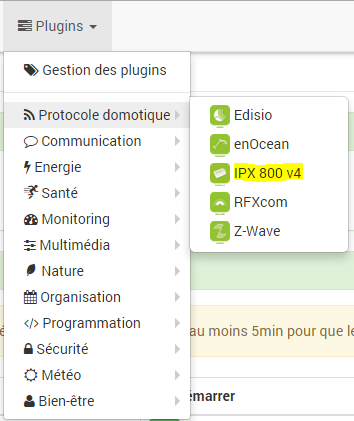 Plugins
Gestion des plugins
Protocole domotique
Communication
Energie
Santé
Monitoring
Multimédia
Nature
Organisation
Programmation
Sécurité
Météo
Bien-être
Edisio
enOcean
IPX 800 v4
RFXcom
Z-Wave
au moins 5min pour que le
émarrer